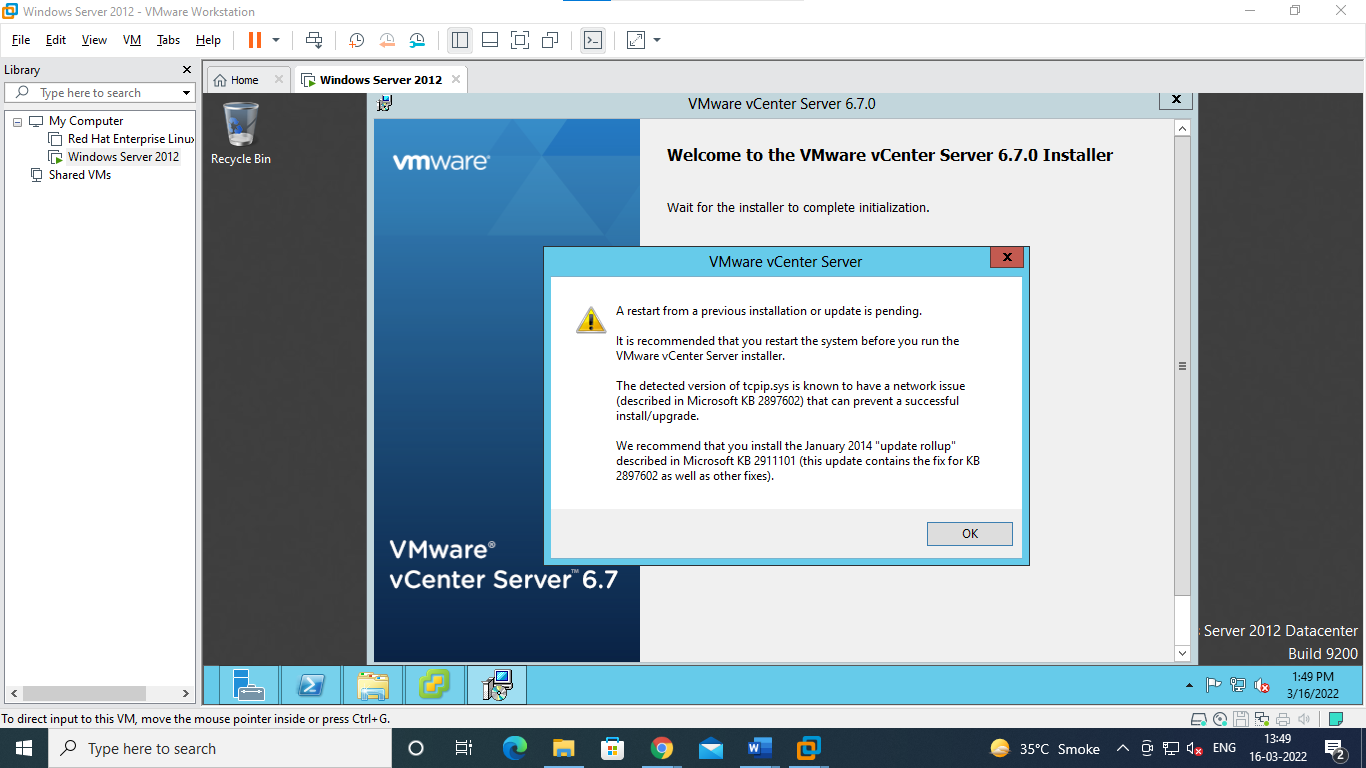 Windows Server 2012 - VMware Workstation
File Edit View VM Tabs Help
Library
Type here to search
My Computer
Red Hat Enterprise Linux
Windows Server 2012
Shared VMs
Home
Windows Server 2012
Recycle Bin
VMware vCenter Server 6.7.0
vmware®
Welcome to the VMware vCenter Server 6.7.0 Installer
Wait for the installer to complete initialization.
VMware vCenter Server
A restart from a previous installation or update is pending.
It is recommended that you restart the system before you run the
VMware vCenter Server installer.
The detected version of tcpip.sys is known to have a network issue
(described in Microsoft KB 2897602) that can prevent a successful
install/upgrade.
We recommend that you install the January 2014 "update rollup"
described in Microsoft KB 2911101 (this update contains the fix for KB
2897602 as well as other fixes).
OK
VMware®
vCenter Server™ 6.7
Server 2012 Datacenter
Build 9200
1:49 PM
3/16/2022
To direct input to this VM, move the mouse pointer inside or press Ctrl+G.
Type here to search
35°C Smoke
ENG
13:49
16-03-2022
2